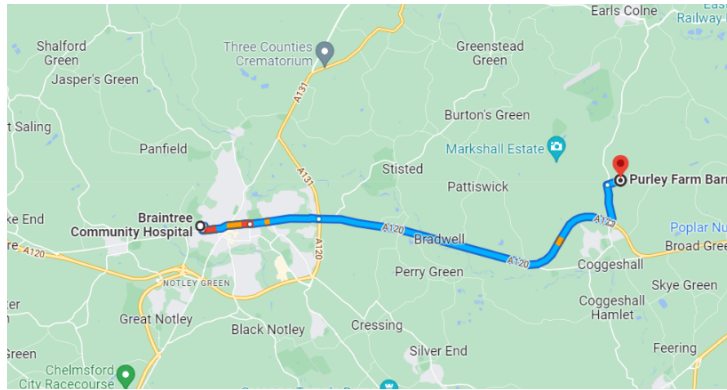 Earls Colne
East
Railway
Shalford
Green
Three Counties
Crematorium
Greenstead
Green
Jasper's Green
A131
t Saling
Burton's Green
Panfield
Markshall Estate
Stisted
A131
Pattiswick
Purley Farm Barn
Braintree
Community Hospital
ke End
A120
Bradwell
Poplar Nu
Broad Gree
A120
A120
A120
Perry Green
Coggeshall
NOTLEY GREEN
Skye Green
Great Notley
Coggeshall
Hamlet
Black Notley
Cressing
Green
Silver End
Feering
Chelmsford
City Racecourse